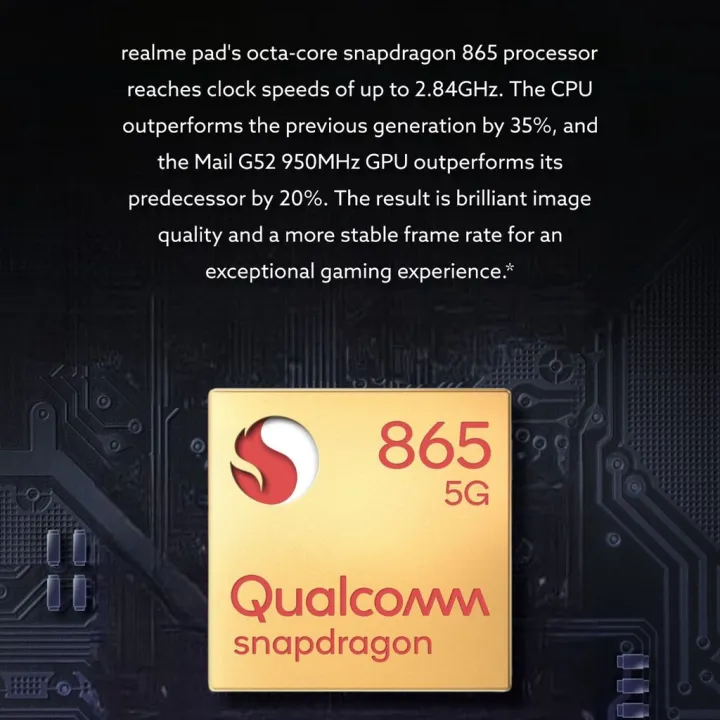 realme pad's octa-core snapdragon 865 processor
reaches clock speeds of up to 2.84GHz. The CPU
outperforms the previous generation by 35%, and
the Mail G52 950MHz GPU outperforms its
predecessor by 20%. The result is brilliant image
quality and a more stable frame rate for an
exceptional gaming experience.*
865
5G
Qualcomm
snapdragon